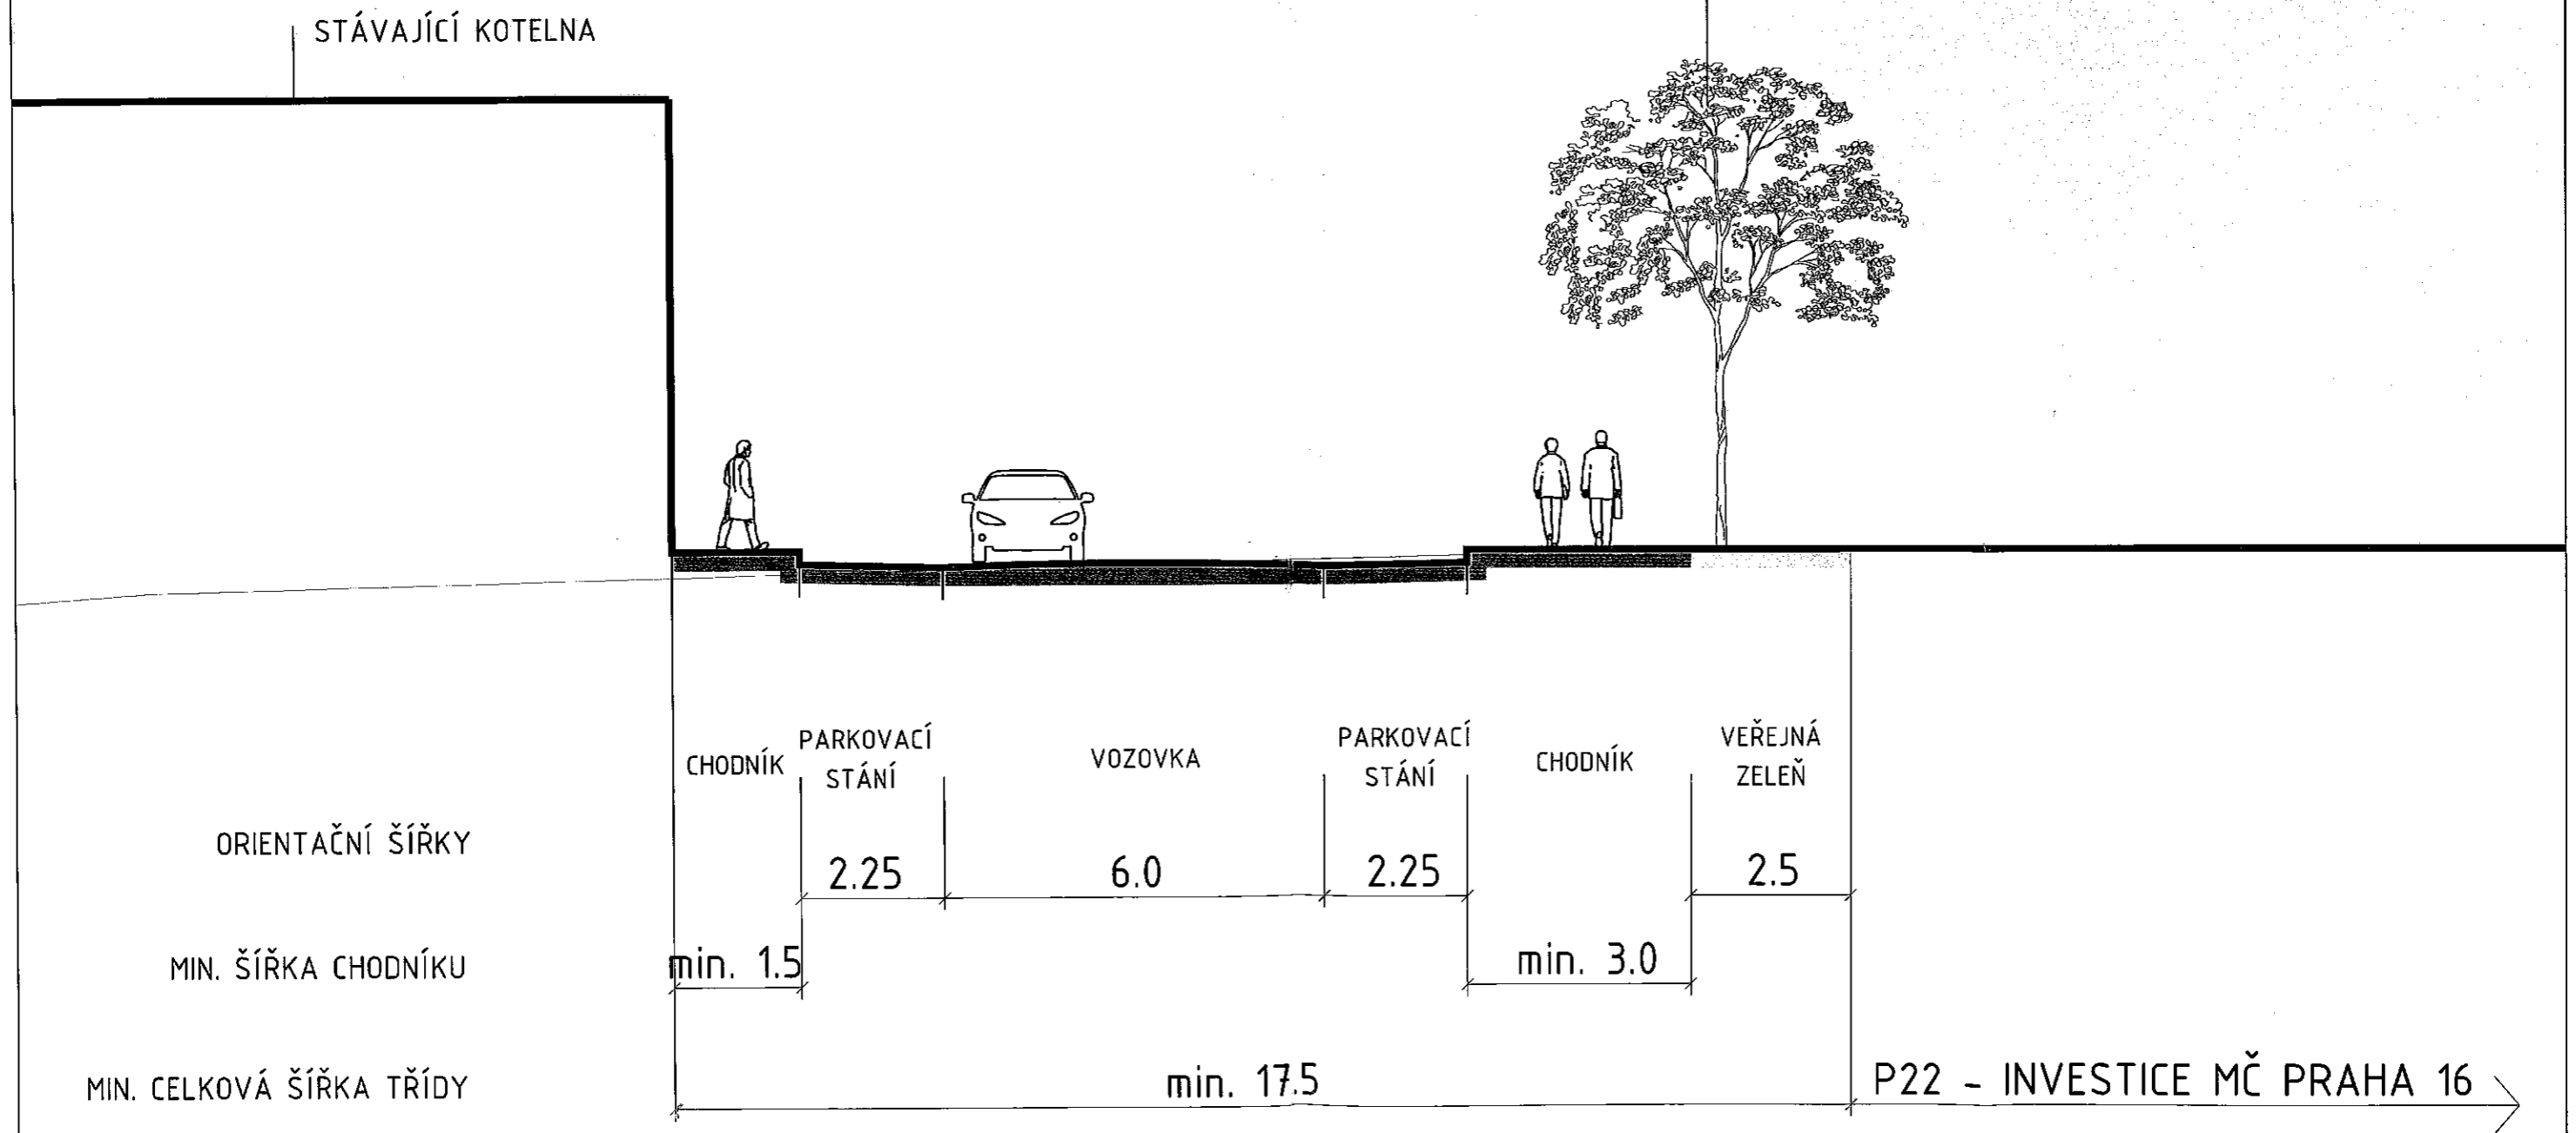 STÁVAJÍCÍ KOTELNA
CHODNÍK
PARKOVACÍ
STÁNÍ
VOZOVKA
PARKOVACÍ
STÁNÍ
CHODNÍK
VEŘEJNÁ
ZELEŇ
ORIENTAČNÍ ŠÍŘKY
2.25
6.0
2.25
2.5
MIN. ŠÍŘKA CHODNÍKU
min. 1.5
min. 3.0
MIN. CELKOVÁ ŠÍŘKA TŘÍDY
min. 17.5
P22 - INVESTICE MČ PRAHA 16